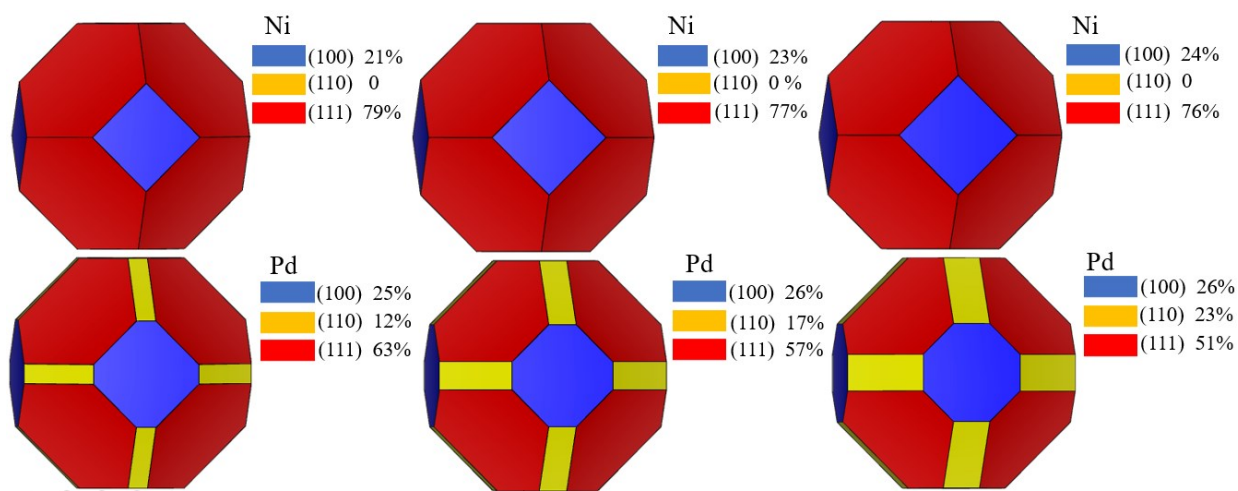 Ni
(100) 21%
(110) 0
(111) 79%
Ni
(100) 23%
(110) 0 %
(111) 77%
Ni
(100) 24%
(110) 0
(111) 76%
Pd
(100) 25%
(110) 12%
(111) 63%
Pd
(100) 26%
(110) 17%
(111) 57%
Pd
(100) 26%
(110) 23%
(111) 51%